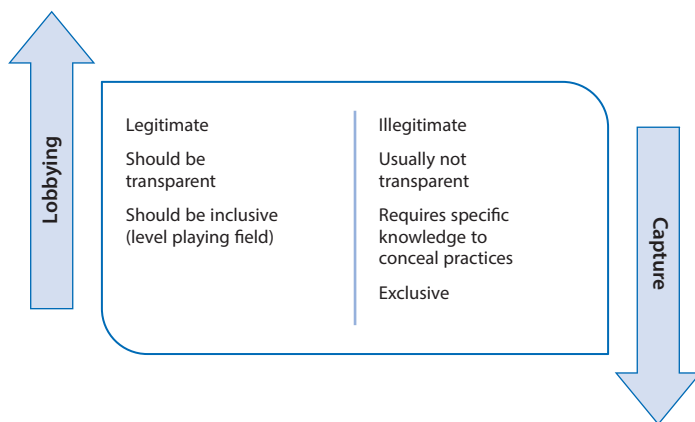 Lobbying
Legitimate
Should be
transparent
Should be inclusive
(level playing field)
Illegitimate
Usually not
transparent
Requires specific
knowledge to
conceal practices
Exclusive
Capture